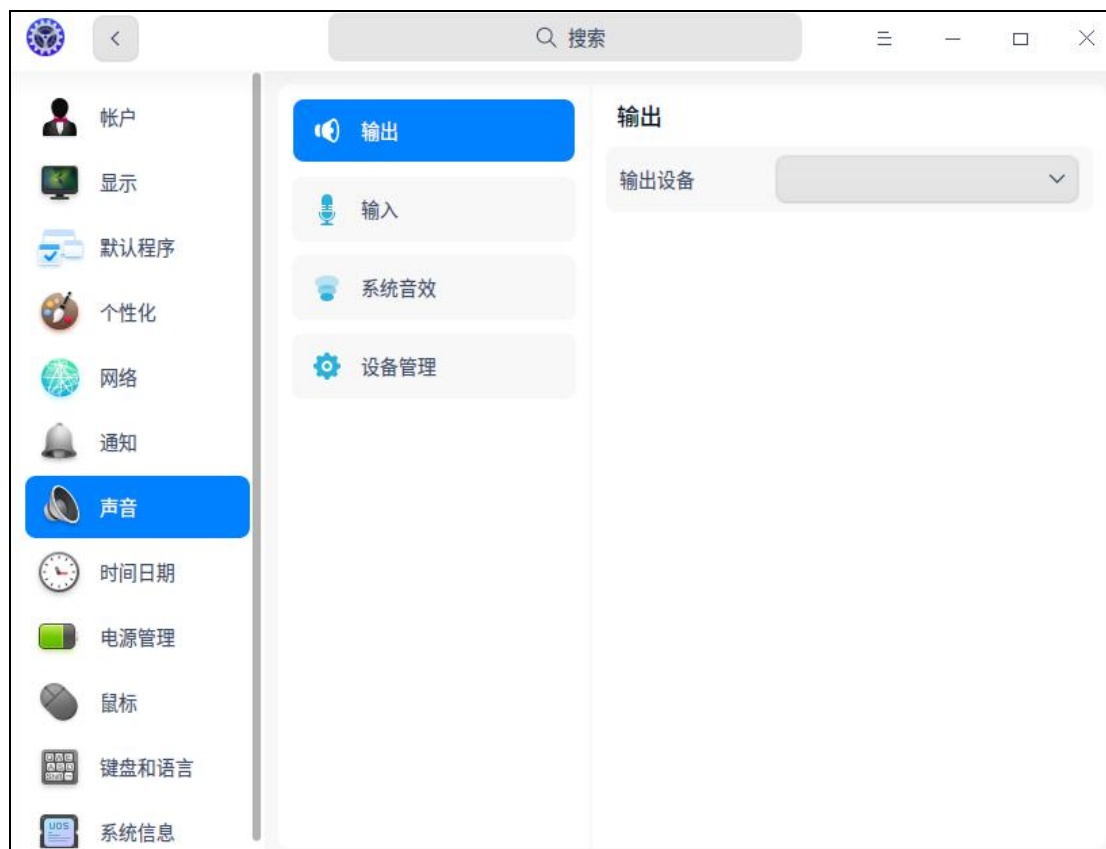 搜索
帐户
显示
默认程序
个性化
网络
通知
声音
时间日期
电源管理
鼠标
键盘和语言
UOS
系统信息
输出
输入
系统音效
设备管理
输出
输出设备